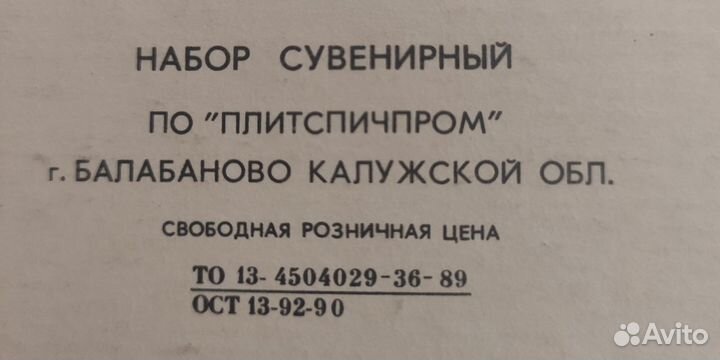 НАБОР СУВЕНИРНЫЙ
ПО "ПЛИТСПИЧПРОМ"
г. БАЛАБАНОВО КАЛУЖСКОЙ ОБЛ.
СВОБОДНАЯ РОЗНИЧНАЯ ЦЕНА
ТО 13-4504029-36-89
ОСТ 13-92-90
Avito